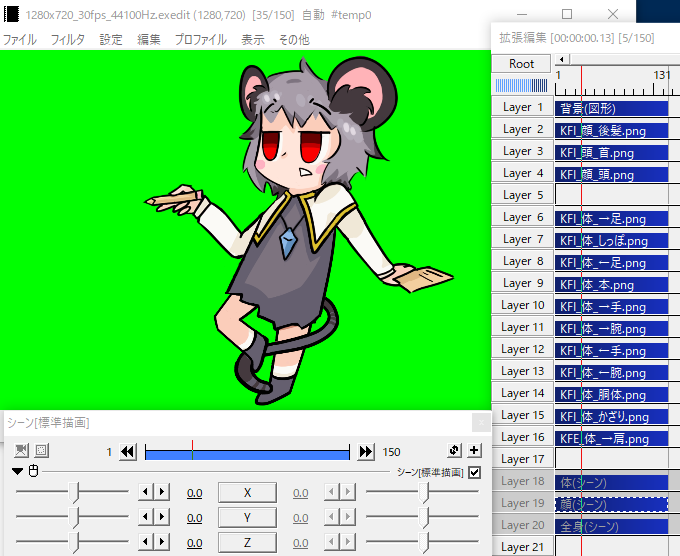 1280x720_30fps_44100Hz.exedit (1280,720)  [35/150]  自動  #temp0
ファイル フィルタ 設定 編集 プロファイル 表示 その他
拡張編集 [00:00:00.13] [5/150]
Root
1 131
Layer 1 背景(図形)
Layer 2 KFI_顔_後髪.png
Layer 3 KFI_頭_首.png
Layer 4 KFI_顔_頭.png
Layer 5
Layer 6 KFI_体_→足.png
Layer 7 KFI_体_しっぽ.png
Layer 8 KFI_体_←足.png
Layer 9 KFI_体_本.png
Layer 10 KFI_体_→手.png
Layer 11 KFI_体_→腕.png
Layer 12 KFI_体_←手.png
Layer 13 KFI_体_←腕.png
Layer 14 KFI_体_胴体.png
Layer 15 KFI_体_かざり.png
Layer 16 KFE_体_→肩.png
Layer 17
Layer 18 体(シーン)
Layer 19 顔(シーン)
Layer 20 全身(シーン)
Layer 21
シーン[標準描画]
1 150
シーン[標準描画]
0.0 X 0.0
0.0 Y 0.0
0.0 Z 0.0